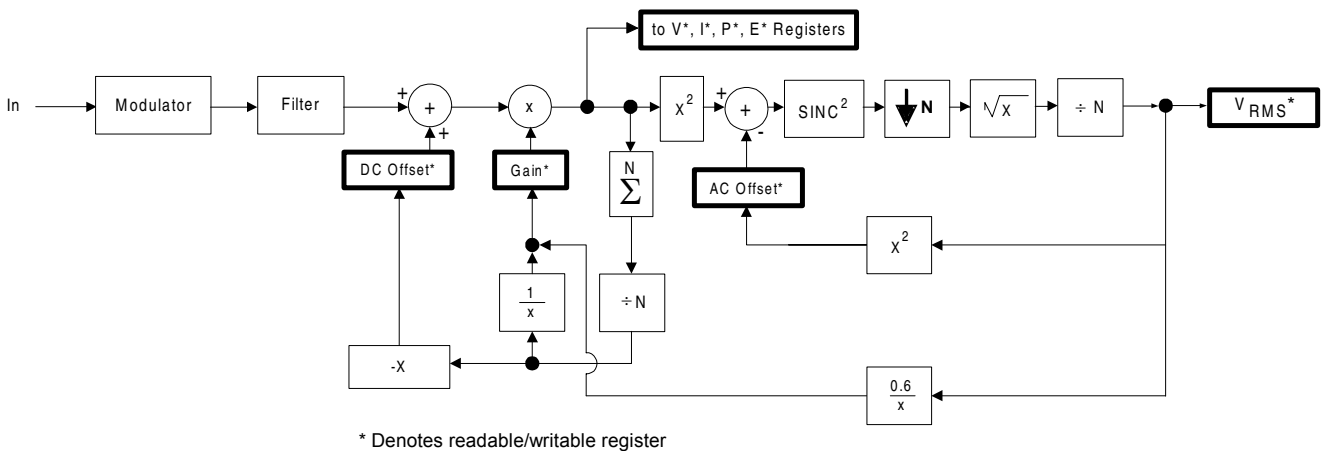 to V*, I*, P*, E* Registers
In
Modulator
Filter
+
+
+
x
X²
+
+
-
SINC²
N
√X
÷ N
V RMS*
DC Offset*
Gain*
N
Σ
AC Offset*
X²
1
x
÷ N
-X
0.6
x
* Denotes readable/writable register